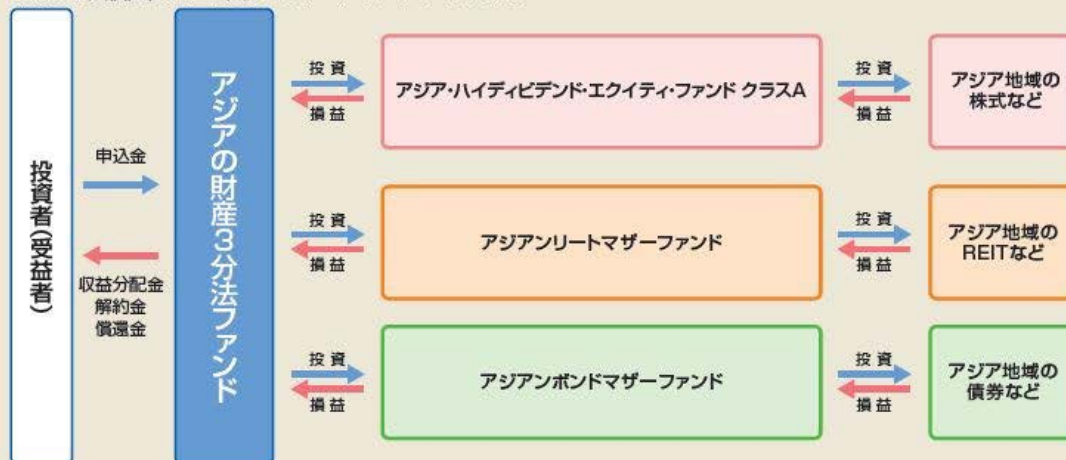 投資者(受益者)
申込金
収益分配金
解約金
償還金
アジアの財産3分法ファンド
投資
損益
アジア・ハイディビデンド・エクイティ・ファンド クラスA
投資
損益
アジア地域の
株式など
投資
損益
アジアンリートマザーファンド
投資
損益
アジア地域の
REITなど
投資
損益
アジアンボンドマザーファンド
投資
損益
アジア地域の
債券など